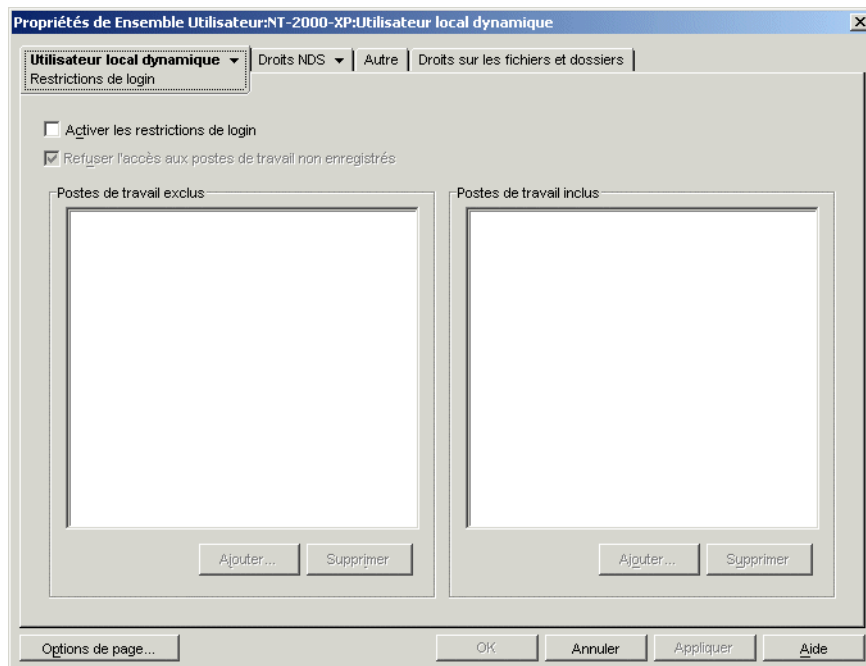 Propriétés de Ensemble Utilisateur:NT-2000-XP:Utilisateur local dynamique
Utilisateur local dynamique Droits NDS Autre Droits sur les fichiers et dossiers
Restrictions de login
Activer les restrictions de login
Refuser l'accès aux postes de travail non enregistrés
Postes de travail exclus Postes de travail inclus
Ajouter... Supprimer Ajouter... Supprimer
Options de page... OK Annuler Appliquer Aide